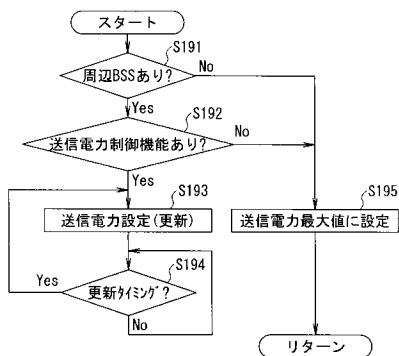 スタート
S191
周辺BSSあり?
No
Yes
S192
送信電力制御機能あり?
No
Yes
S193
送信電力設定(更新)
S195
送信電力最大値に設定
S194
更新タイミング?
Yes
No
リターン